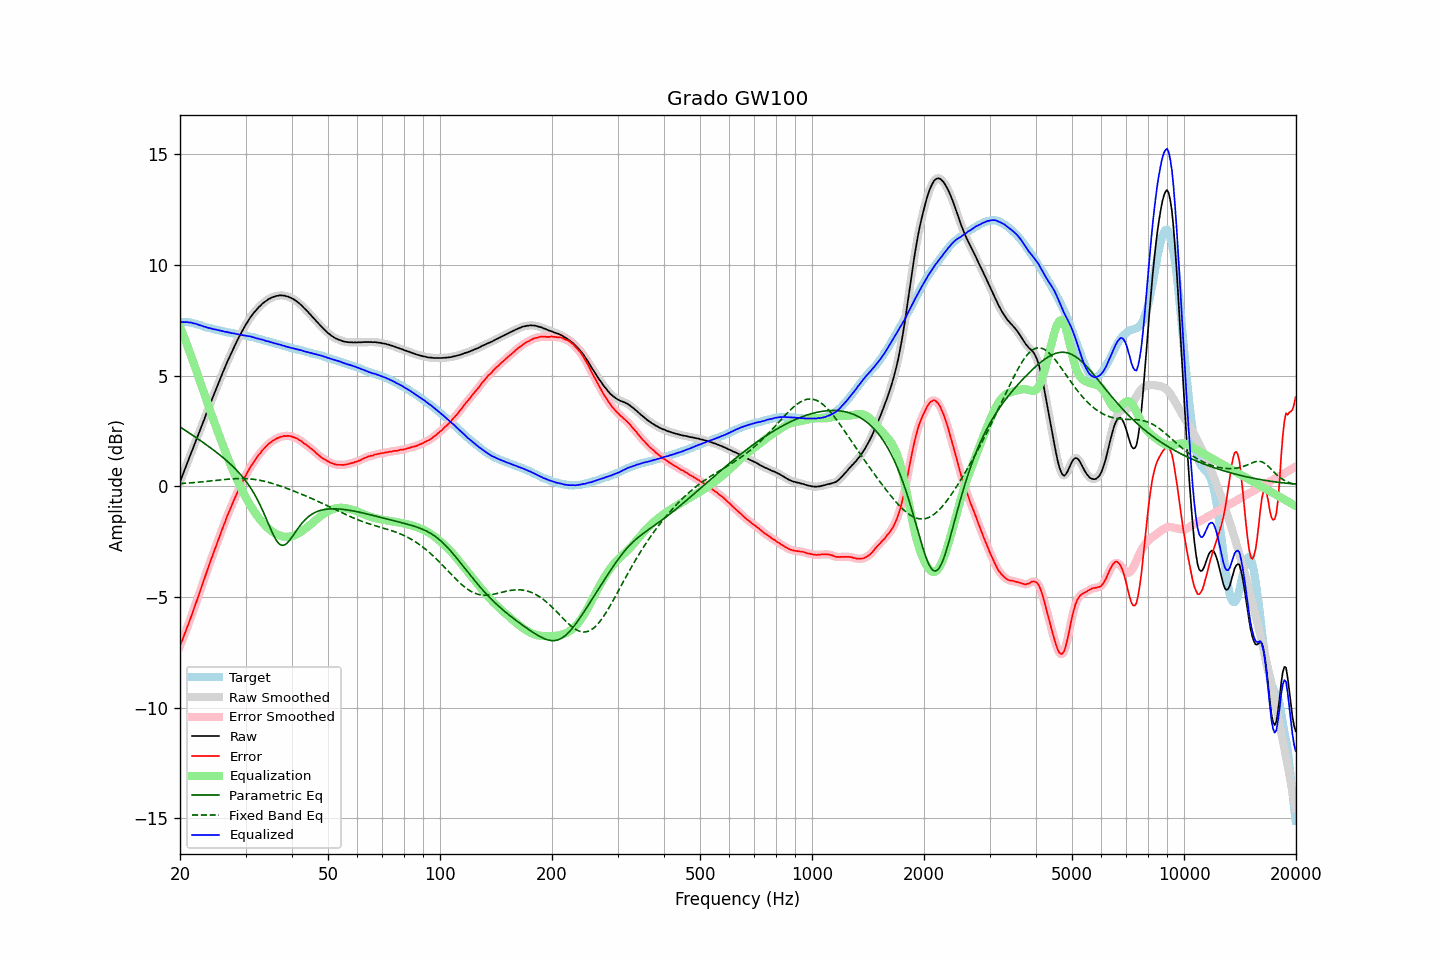 Grado GW100
Amplitude (dBr)
15
10
5
0
−5
−10
−15
Target
Raw Smoothed
Error Smoothed
Raw
Error
Equalization
Parametric Eq
Fixed Band Eq
Equalized
20
50
100
200
500
1000
2000
5000
10000
20000
Frequency (Hz)